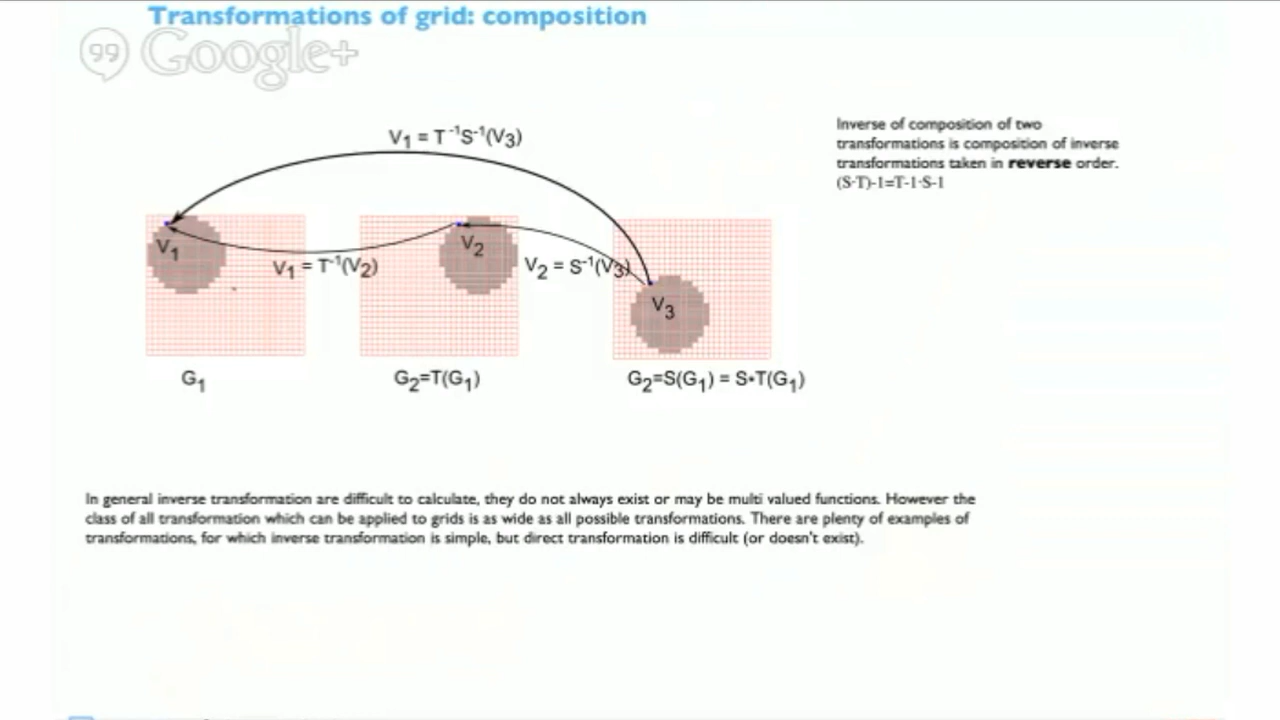 Transformations of grid: composition
99 Google+
V1 = T-1S-1(V3)
Inverse of composition of two
transformations is composition of inverse
transformations taken in reverse order.
(S·T)-1=T-1·S-1
V1
V2
V1 = T-1(V2)
V2 = S-1(V3)
V3
G1
G2=T(G1)
G2=S(G1) = S•T(G1)
In general inverse transformation are difficult to calculate, they do not always exist or may be multi valued functions. However the
class of all transformation which can be applied to grids is as wide as all possible transformations. There are plenty of examples of
transformations, for which inverse transformation is simple, but direct transformation is difficult (or doesn't exist).